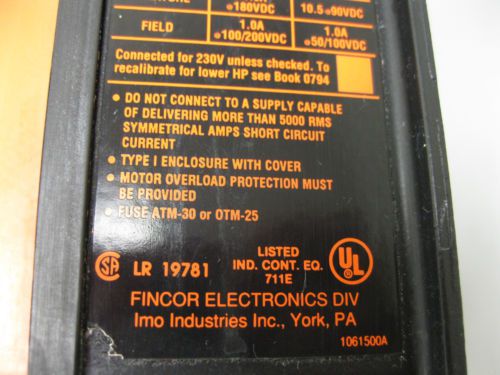 180VDC
10.5 90VDC
FIELD
1.0A
100/200VDC
1.0A
50/100VDC
Connected for 230V unless checked. To
recalibrate for lower HP see Book 0794
• DO NOT CONNECT TO A SUPPLY CAPABLE
OF DELIVERING MORE THAN 5000 RMS
SYMMETRICAL AMPS SHORT CIRCUIT
CURRENT
• TYPE I ENCLOSURE WITH COVER
• MOTOR OVERLOAD PROTECTION MUST
BE PROVIDED
• FUSE ATM-30 or OTM-25
SA LR 19781
LISTED
IND. CONT. EQ.
711E
UL
®
FINCOR ELECTRONICS DIV
Imo Industries Inc., York, PA
1061500A